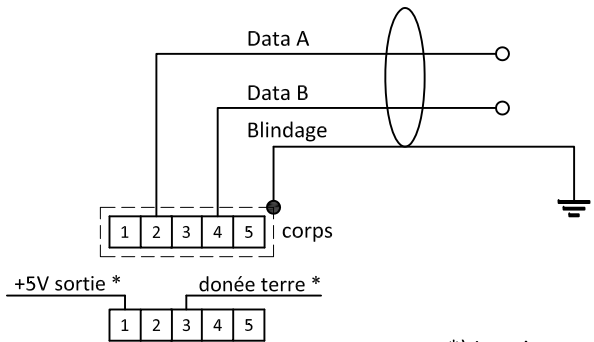 Data A
Data B
Blindage
1 2 3 4 5
corps
+5V sortie * donée terre *
1 2 3 4 5